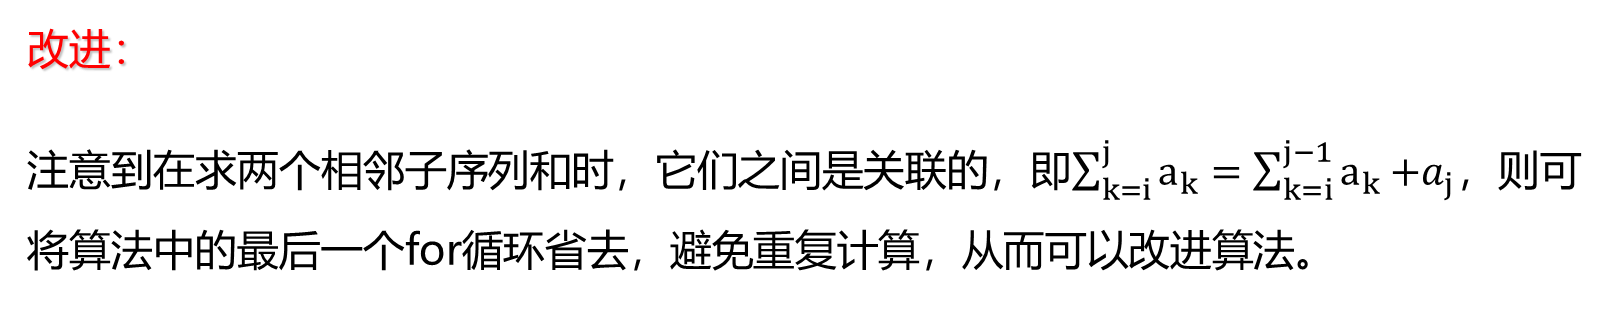 改进：
注意到在求两个相邻子序列和时，它们之间是关联的，即∑_{k=i}^{j} a_k = ∑_{k=i}^{j−1} a_k +a_j，则可
将算法中的最后一个for循环省去，避免重复计算，从而可以改进算法。